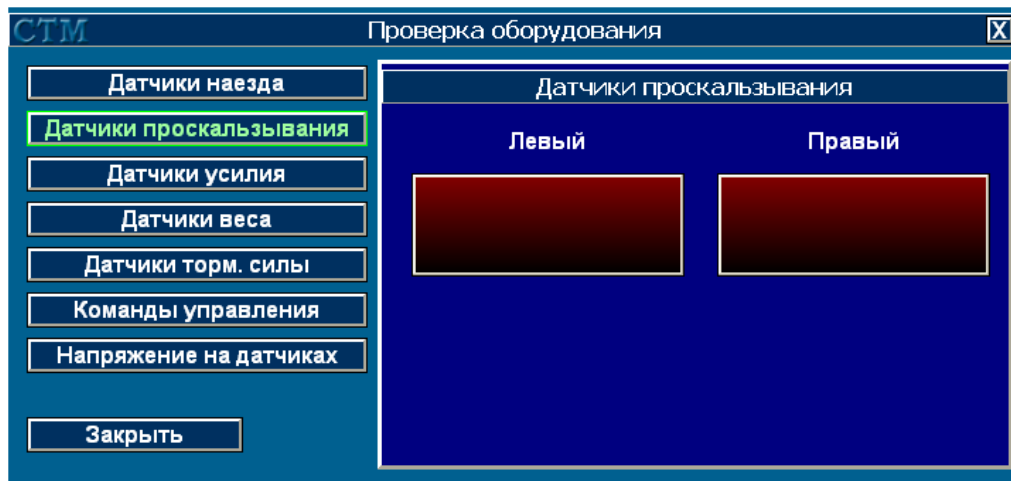 СТМ
Проверка оборудования
X
Датчики наезда
Датчики проскальзывания
Датчики усилия
Датчики веса
Датчики торм. силы
Команды управления
Напряжение на датчиках
Закрыть
Датчики проскальзывания
Левый
Правый